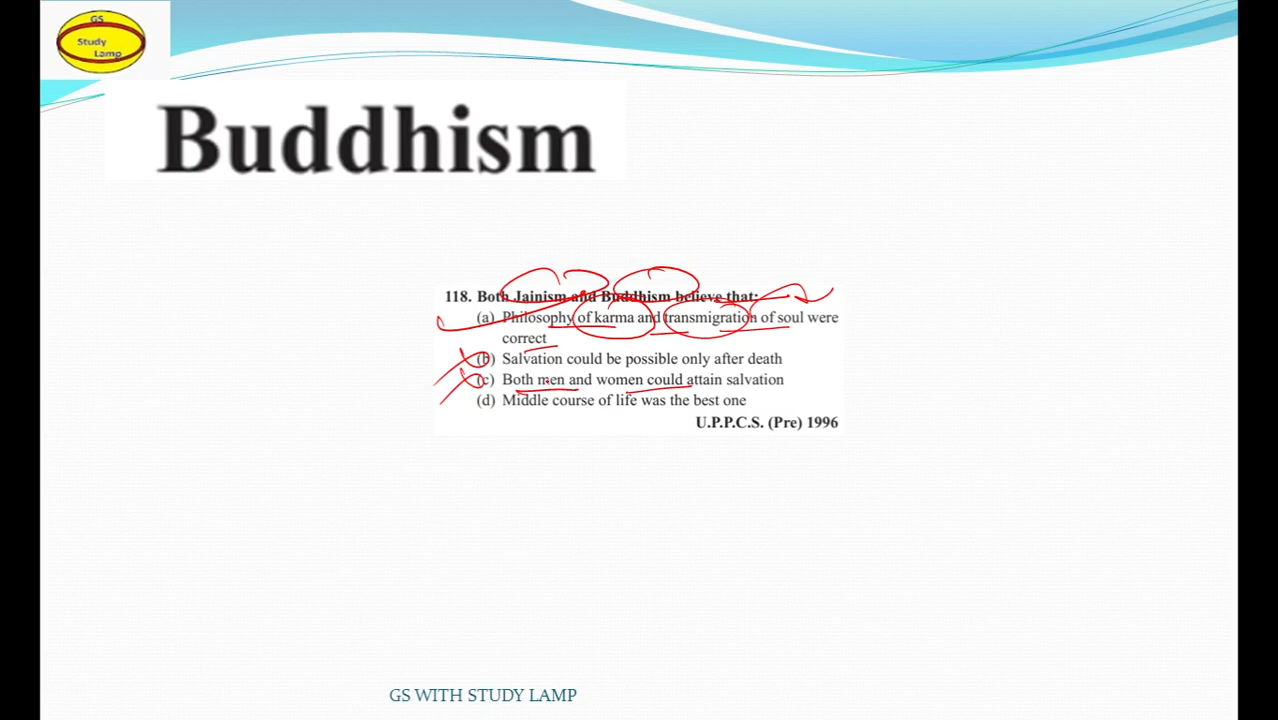 GS
Study
Lamp
Buddhism
118. Both Jainism and Buddhism believe that:
(a) Philosophy of karma and transmigration of soul were
correct
(b) Salvation could be possible only after death
(c) Both men and women could attain salvation
(d) Middle course of life was the best one
U.P.P.C.S. (Pre) 1996
GS WITH STUDY LAMP